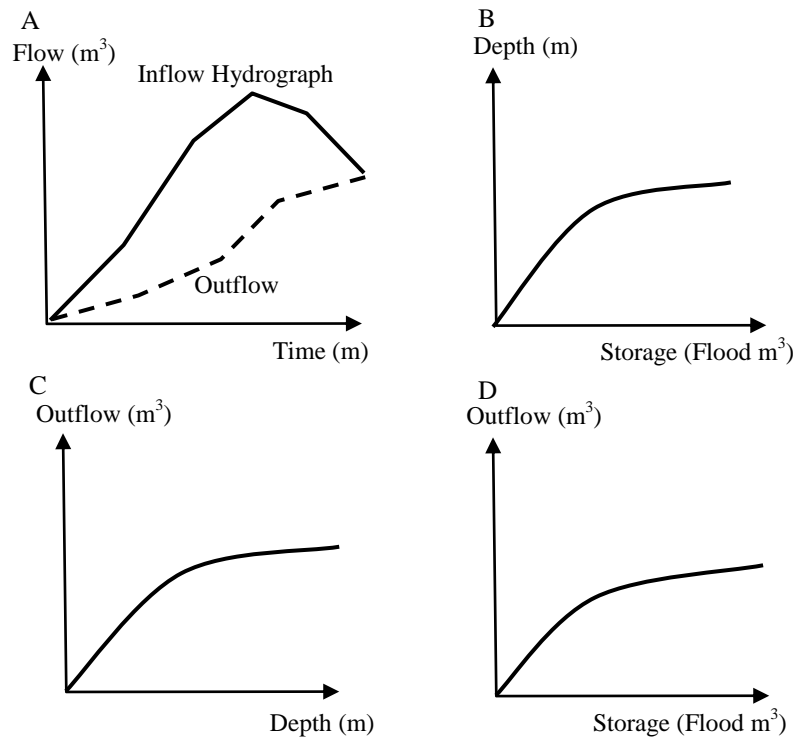 A
Flow (m³)
Inflow Hydrograph
Outflow
Time (m)
B
Depth (m)
Storage (Flood m³)
C
Outflow (m³)
Depth (m)
D
Outflow (m³)
Storage (Flood m³)